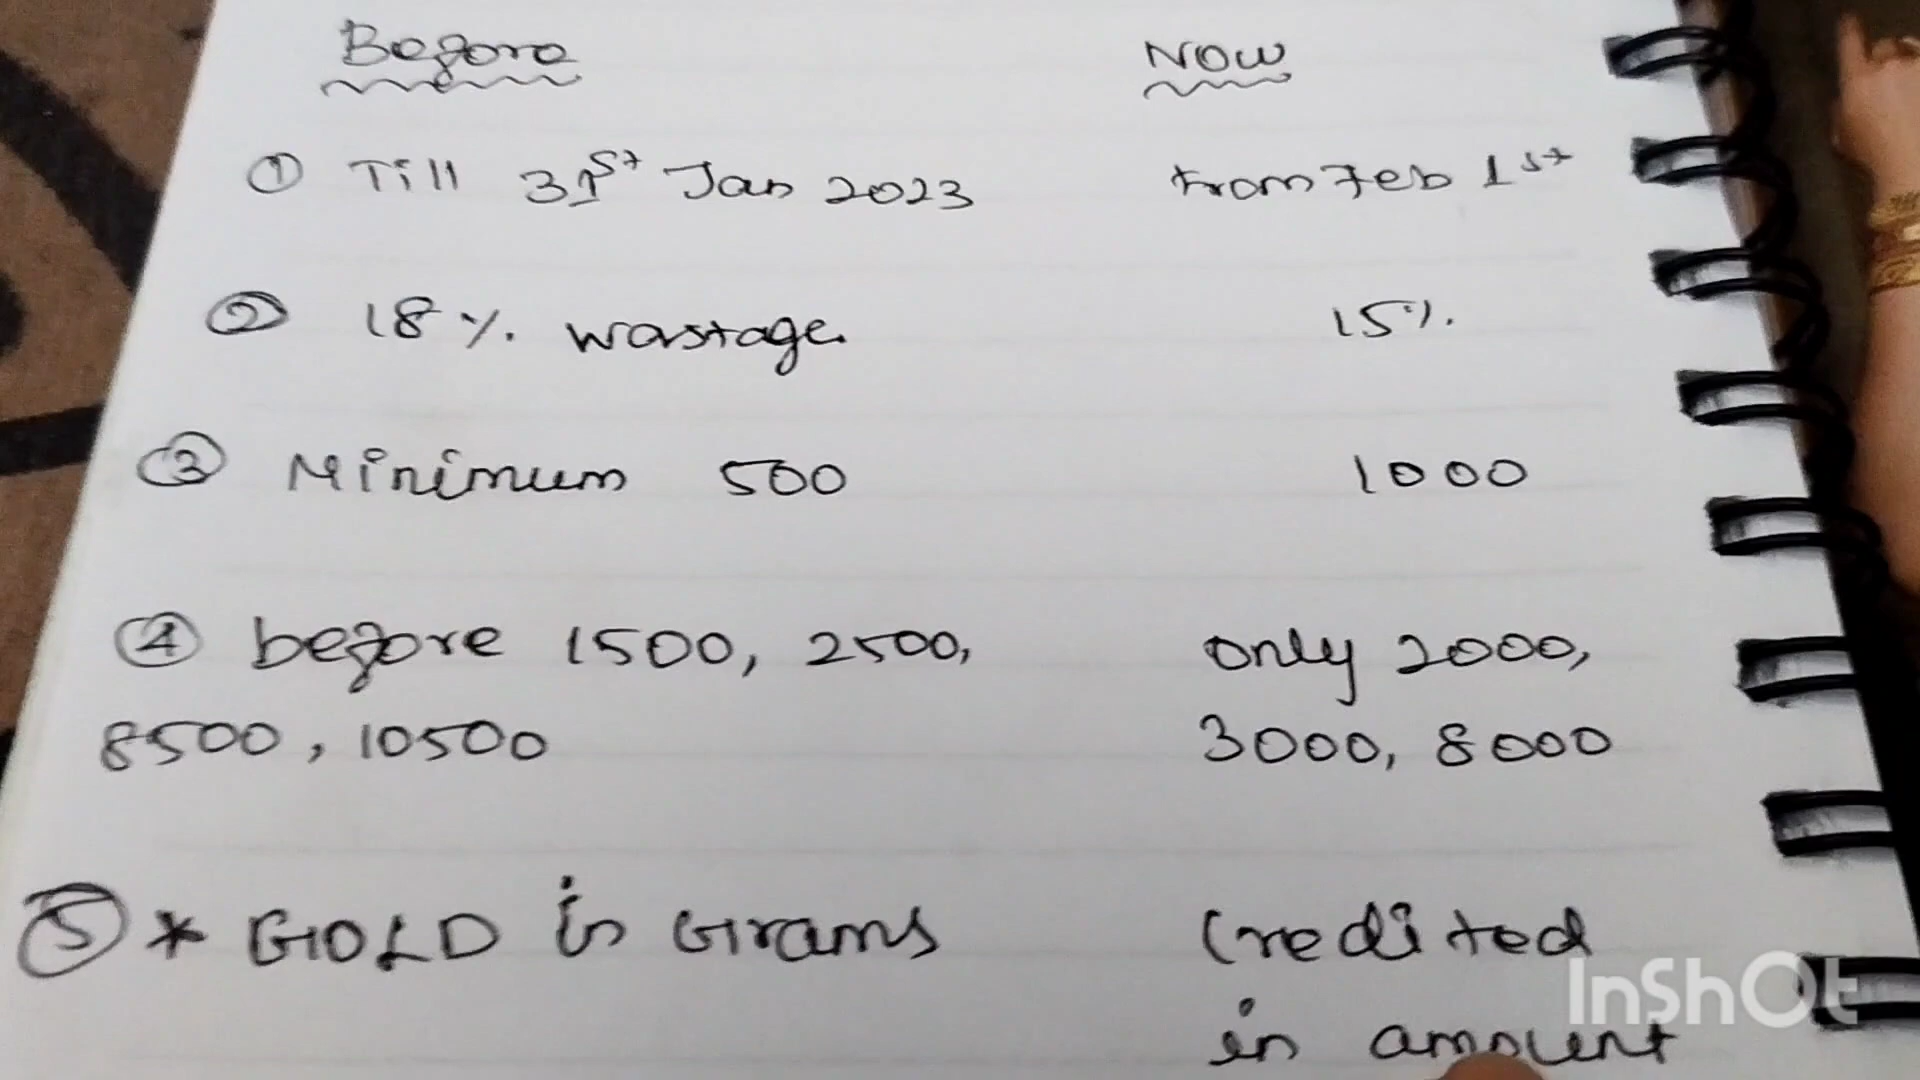 Before Now
① Till 31st Jan 2023 from Feb 1st
② 18%. wastage. 15%.
③ Minimum 500 1000
④ before 1500, 2500, only 2000,
8500, 10500 3000, 8000
⑤ * GOLD in Grams Credited
in amount
InShOt